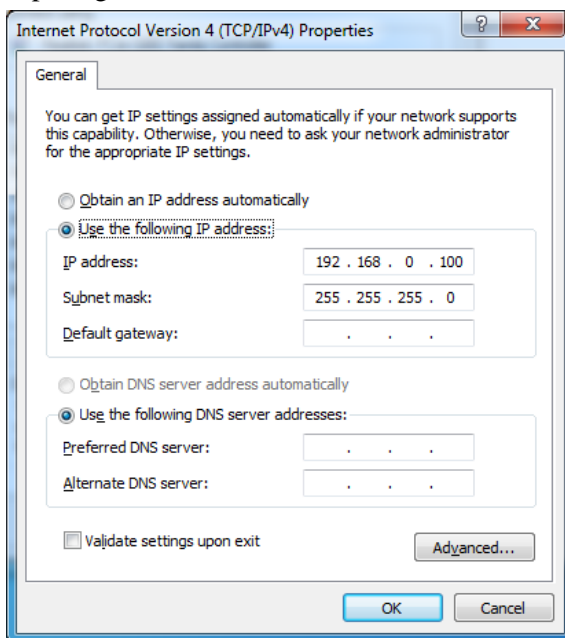 Internet Protocol Version 4 (TCP/IPv4) Properties
General
You can get IP settings assigned automatically if your network supports
this capability. Otherwise, you need to ask your network administrator
for the appropriate IP settings.
Obtain an IP address automatically
Use the following IP address:
IP address: 192 . 168 . 0 . 100
Subnet mask: 255 . 255 . 255 . 0
Default gateway: . . .
Obtain DNS server address automatically
Use the following DNS server addresses:
Preferred DNS server: . . .
Alternate DNS server: . . .
Validate settings upon exit
Advanced...
OK Cancel